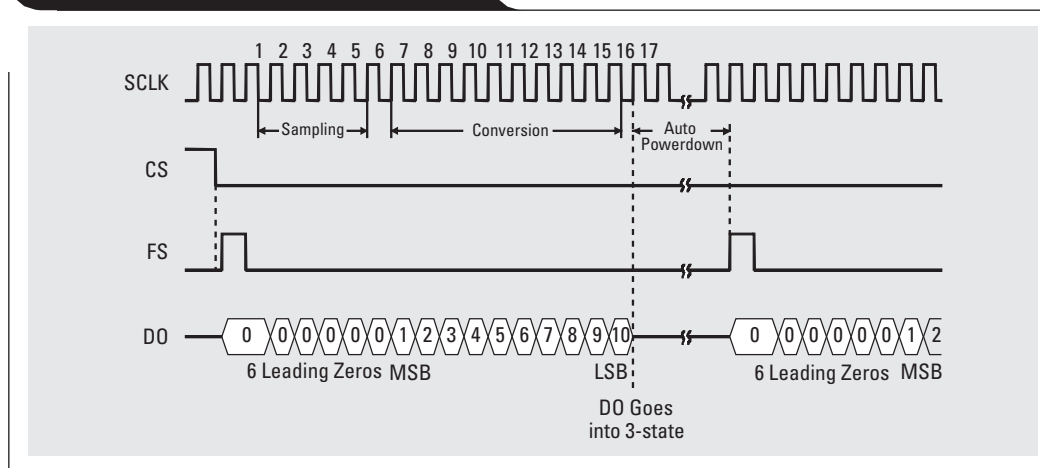 1 2 3 4 5 6 7 8 9 10 11 12 13 14 15 16 17
SCLK
Sampling
Conversion
Auto
Powerdown
CS
FS
DO
0 0 0 0 0 0 1 2 3 4 5 6 7 8 9 10
0 0 0 0 0 0 1 2
6 Leading Zeros MSB
LSB
6 Leading Zeros MSB
DO Goes
into 3-state